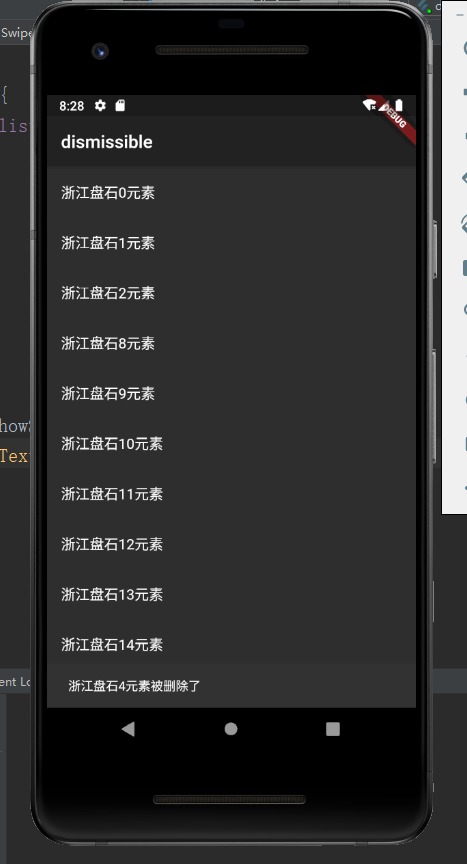 Swipe
{
lis
8:28
DEBUG
dismissible
浙江盘石0元素
浙江盘石1元素
浙江盘石2元素
浙江盘石8元素
浙江盘石9元素
浙江盘石10元素
浙江盘石11元素
浙江盘石12元素
浙江盘石13元素
浙江盘石14元素
howS
Tex
ent Lo
浙江盘石4元素被删除了